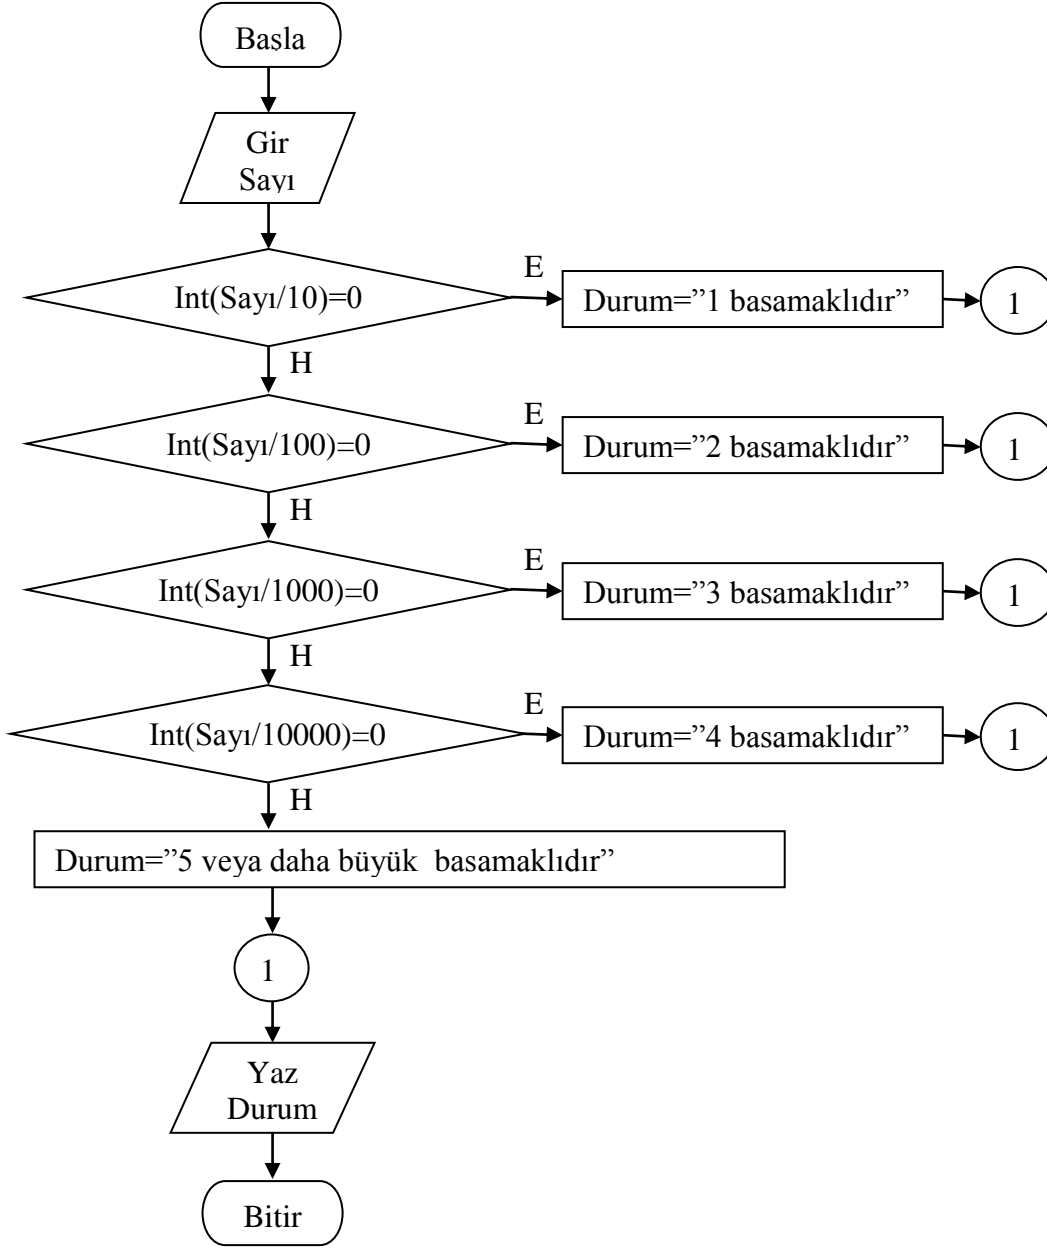 Başla
Gir
Sayı
Int(Sayı/10)=0
E
Durum=”1 basamaklıdır”
1
H
Int(Sayı/100)=0
E
Durum=”2 basamaklıdır”
1
H
Int(Sayı/1000)=0
E
Durum=”3 basamaklıdır”
1
H
Int(Sayı/10000)=0
E
Durum=”4 basamaklıdır”
1
H
Durum=”5 veya daha büyük  basamaklıdır”
1
Yaz
Durum
Bitir